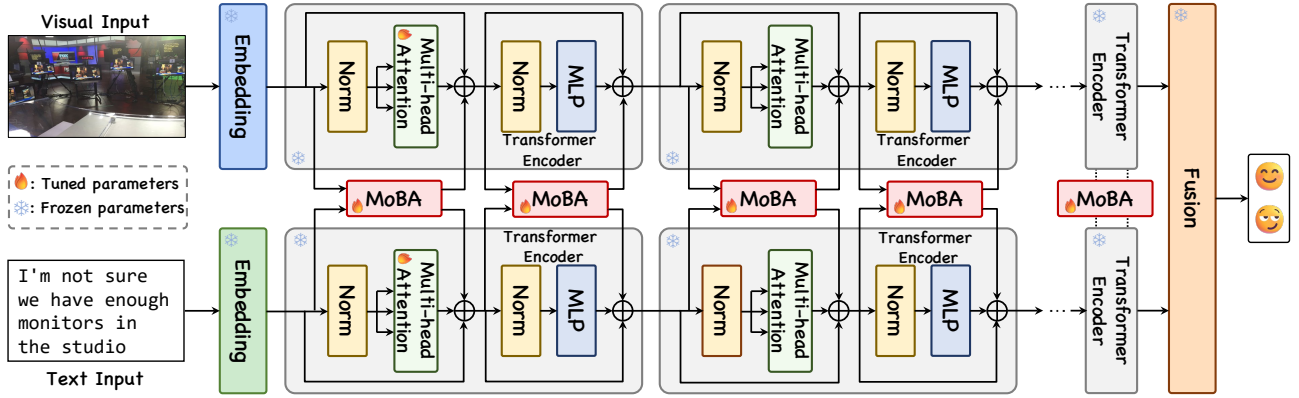 Visual Input
Embedding
Norm
Multi-head
Attention
Norm
MLP
Transformer
Encoder
Norm
Multi-head
Attention
Norm
MLP
Transformer
Encoder
...
Transformer
Encoder
: Tuned parameters
: Frozen parameters
MoBA
MoBA
MoBA
MoBA
MoBA
Fusion
I'm not sure
we have enough
monitors in
the studio
Text Input
Embedding
Norm
Multi-head
Attention
Norm
MLP
Transformer
Encoder
Norm
Multi-head
Attention
Norm
MLP
Transformer
Encoder
...
Transformer
Encoder